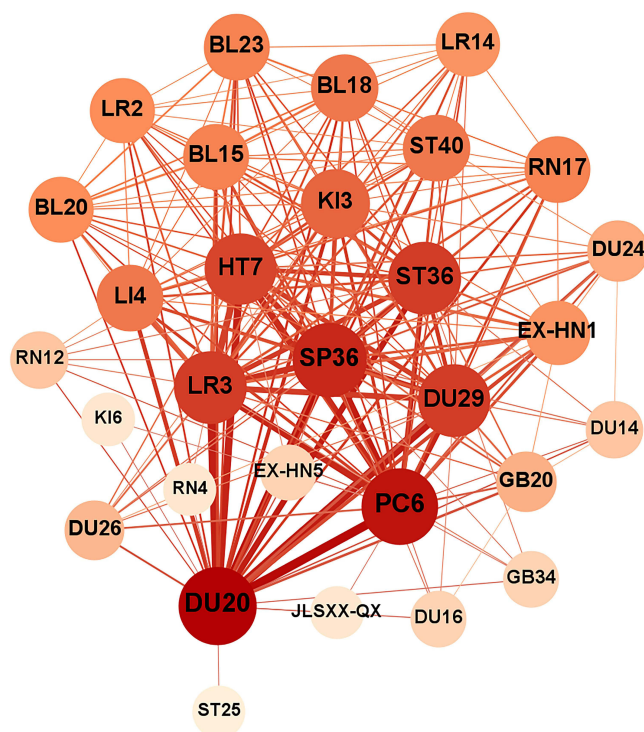 BL23
LR14
BL18
LR2
ST40
BL15
RN17
KI3
BL20
DU24
HT7
ST36
LI4
EX-HN1
RN12
SP36
LR3
DU29
KI6
DU14
EX-HN5
GB20
RN4
PC6
DU26
GB34
DU20
JLSXX-QX
DU16
ST25